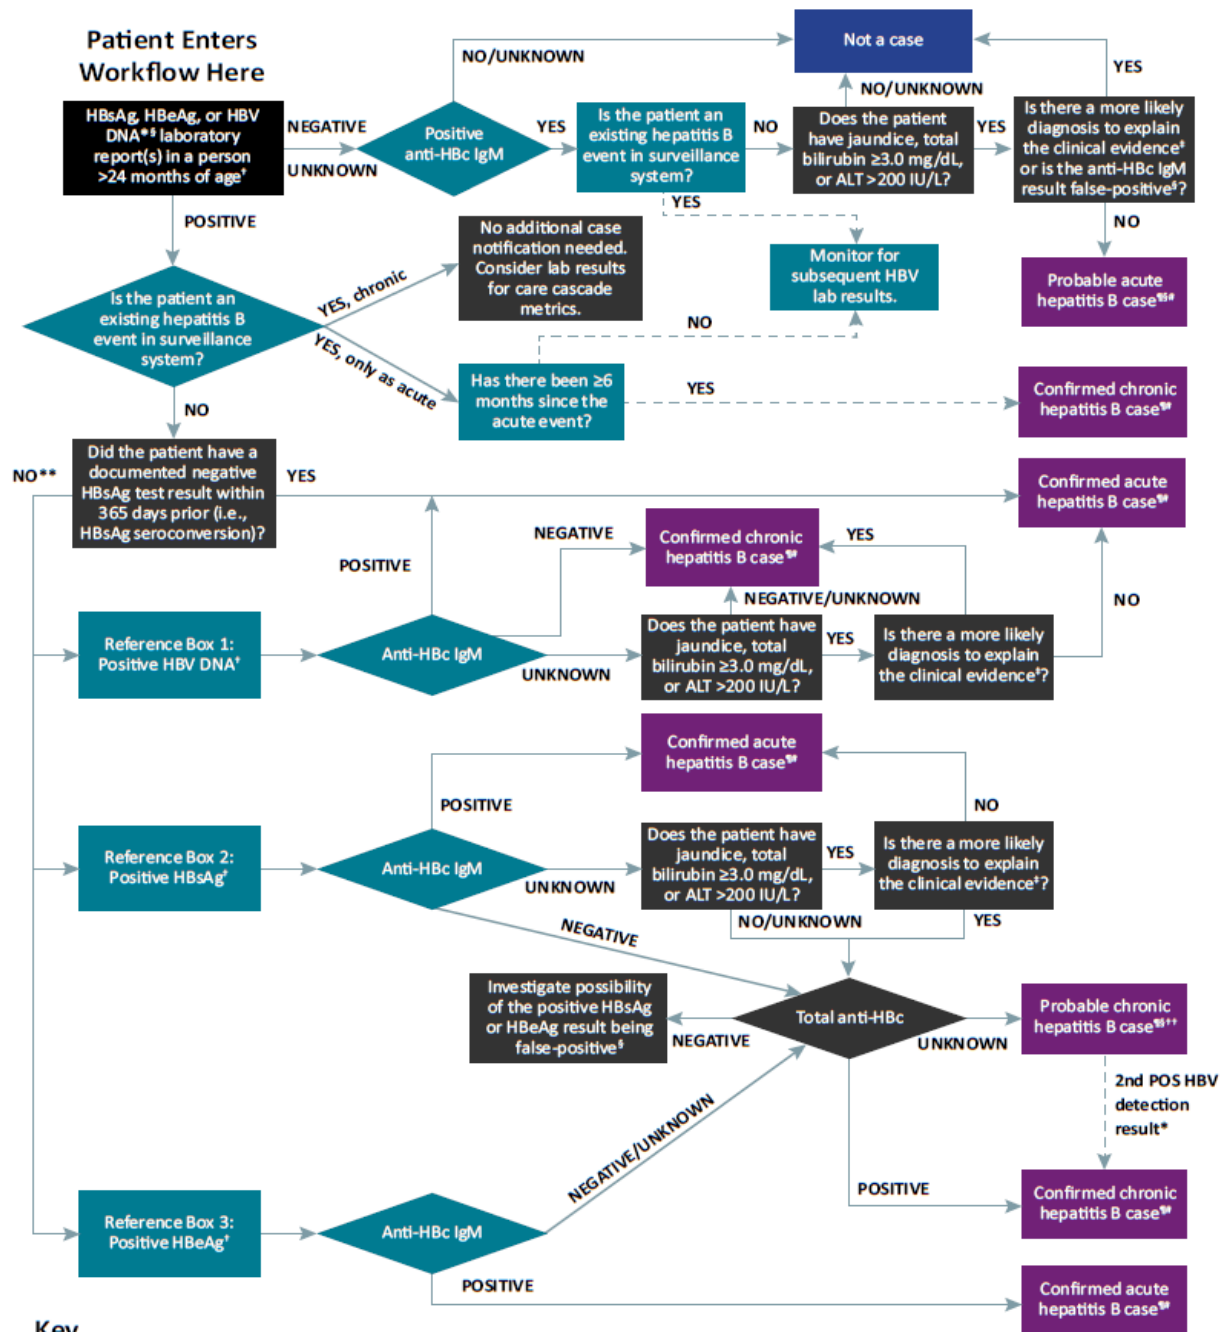 Patient Enters
Workflow Here
HBsAg, HBeAg, or HBV
DNA*§ laboratory
report(s) in a person
>24 months of age†
NEGATIVE
UNKNOWN
Positive
anti-HBc IgM
NO/UNKNOWN
YES
Is the patient an
existing hepatitis B
event in surveillance
system?
NO
YES
Does the patient
have jaundice, total
bilirubin ≥3.0 mg/dL,
or ALT >200 IU/L?
NO/UNKNOWN
YES
Not a case
Is there a more likely
diagnosis to explain
the clinical evidence‡
or is the anti-HBc IgM
result false-positive§?
YES
NO
Probable acute
hepatitis B case¶§#
POSITIVE
Is the patient an
existing hepatitis B
event in surveillance
system?
YES, chronic
No additional case
notification needed.
Consider lab results
for care cascade
metrics.
YES, only as acute
Has there been ≥6
months since the
acute event?
NO
Monitor for
subsequent HBV
lab results.
YES
Confirmed chronic
hepatitis B case¶#
NO
Did the patient have a
documented negative
HBsAg test result within
365 days prior (i.e.,
HBsAg seroconversion)?
NO**
YES
Confirmed acute
hepatitis B case¶#
Reference Box 1:
Positive HBV DNA†
Anti-HBc IgM
POSITIVE
NEGATIVE
UNKNOWN
Confirmed chronic
hepatitis B case¶#
NEGATIVE/UNKNOWN
Does the patient have
jaundice, total
bilirubin ≥3.0 mg/dL,
or ALT >200 IU/L?
YES
Is there a more likely
diagnosis to explain
the clinical evidence‡?
YES
NO
Reference Box 2:
Positive HBsAg†
Anti-HBc IgM
POSITIVE
UNKNOWN
NEGATIVE
Confirmed acute
hepatitis B case¶#
Does the patient have
jaundice, total
bilirubin ≥3.0 mg/dL,
or ALT >200 IU/L?
YES
NO/UNKNOWN
Is there a more likely
diagnosis to explain
the clinical evidence‡?
NO
YES
Total anti-HBc
NEGATIVE
Investigate possibility
of the positive HBsAg
or HBeAg result being
false-positive§
UNKNOWN
Probable chronic
hepatitis B case¶§††
2nd POS HBV
detection
result*
POSITIVE
Confirmed chronic
hepatitis B case¶#
Reference Box 3:
Positive HBeAg†
Anti-HBc IgM
NEGATIVE/UNKNOWN
POSITIVE
Confirmed acute
hepatitis B case¶#
Key